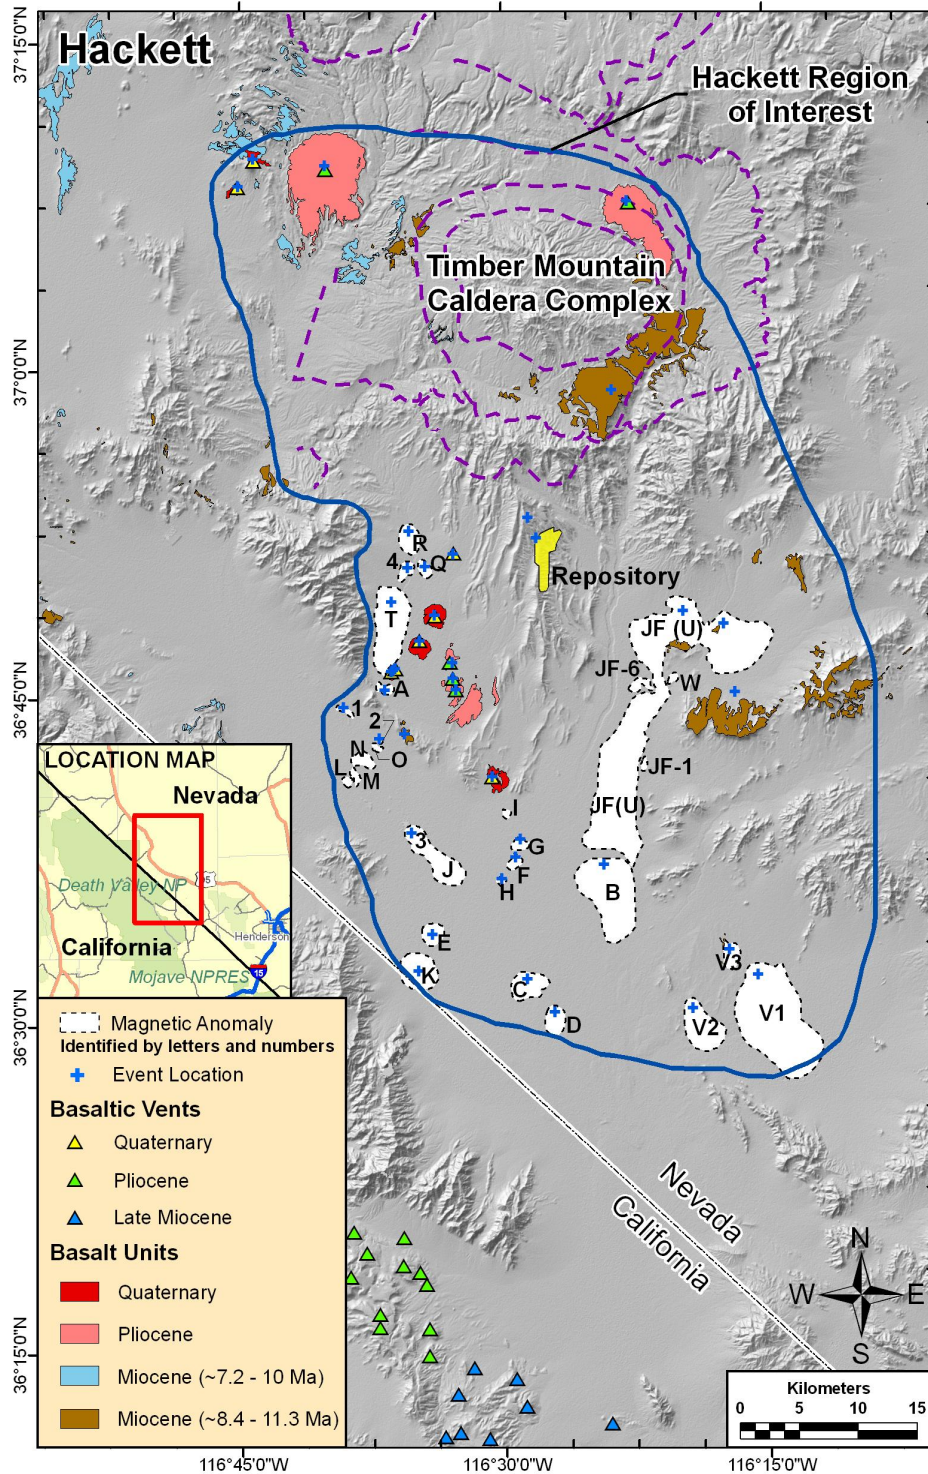 Hackett
Hackett Region
of Interest
Timber Mountain
Caldera Complex
37°15'0"N
37°0'0"N
36°45'0"N
36°30'0"N
36°15'0"N
R
4
Q
Repository
T
JF (U)
JF-6
W
A
1
2
N
O
L
M
JF-1
I
JF(U)
3
G
J
F
H
B
E
V3
K
C
V1
D
V2
LOCATION MAP
Nevada
Death Valley NP
95
California
Henderson
Mojave NPRES
15
Magnetic Anomaly
Identified by letters and numbers
Event Location
Basaltic Vents
Quaternary
Pliocene
Late Miocene
Basalt Units
Quaternary
Pliocene
Miocene (~7.2 - 10 Ma)
Miocene (~8.4 - 11.3 Ma)
Nevada
California
N
W
E
S
Kilometers
0 5 10 15
116°45'0"W
116°30'0"W
116°15'0"W